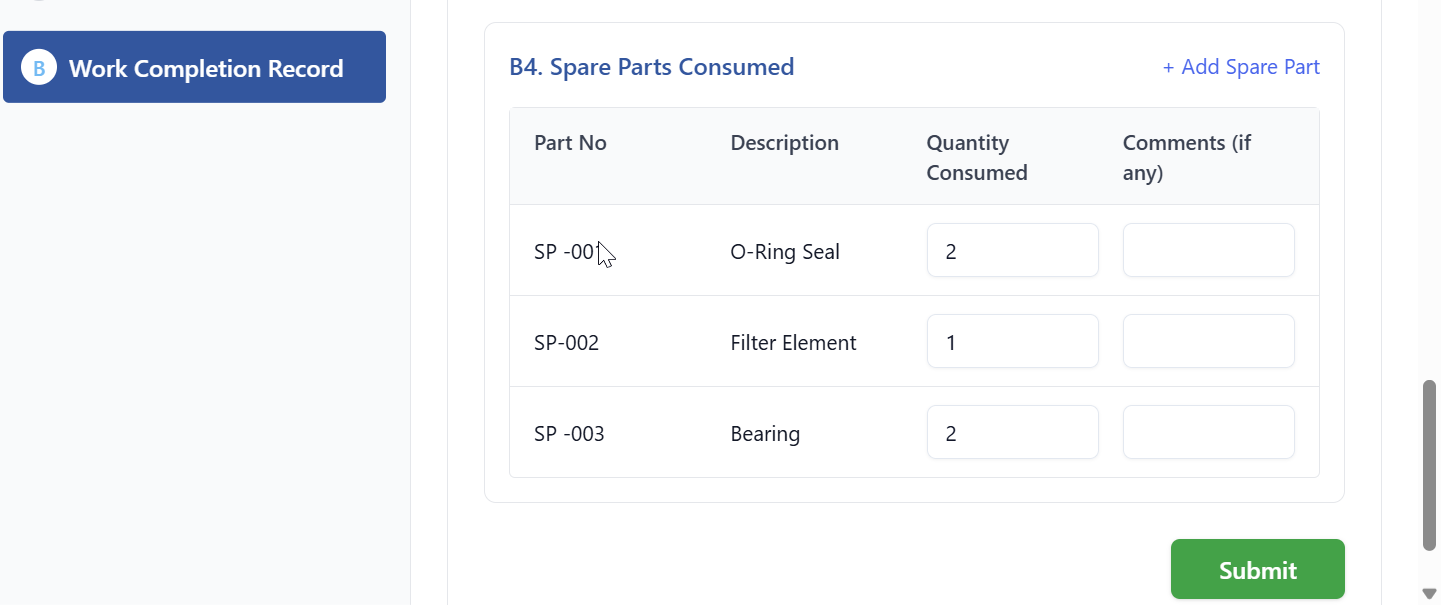 B Work Completion Record
B4. Spare Parts Consumed
+ Add Spare Part
Part No Description Quantity Consumed Comments (if any)
SP -00 O-Ring Seal 2
SP-002 Filter Element 1
SP -003 Bearing 2
Submit